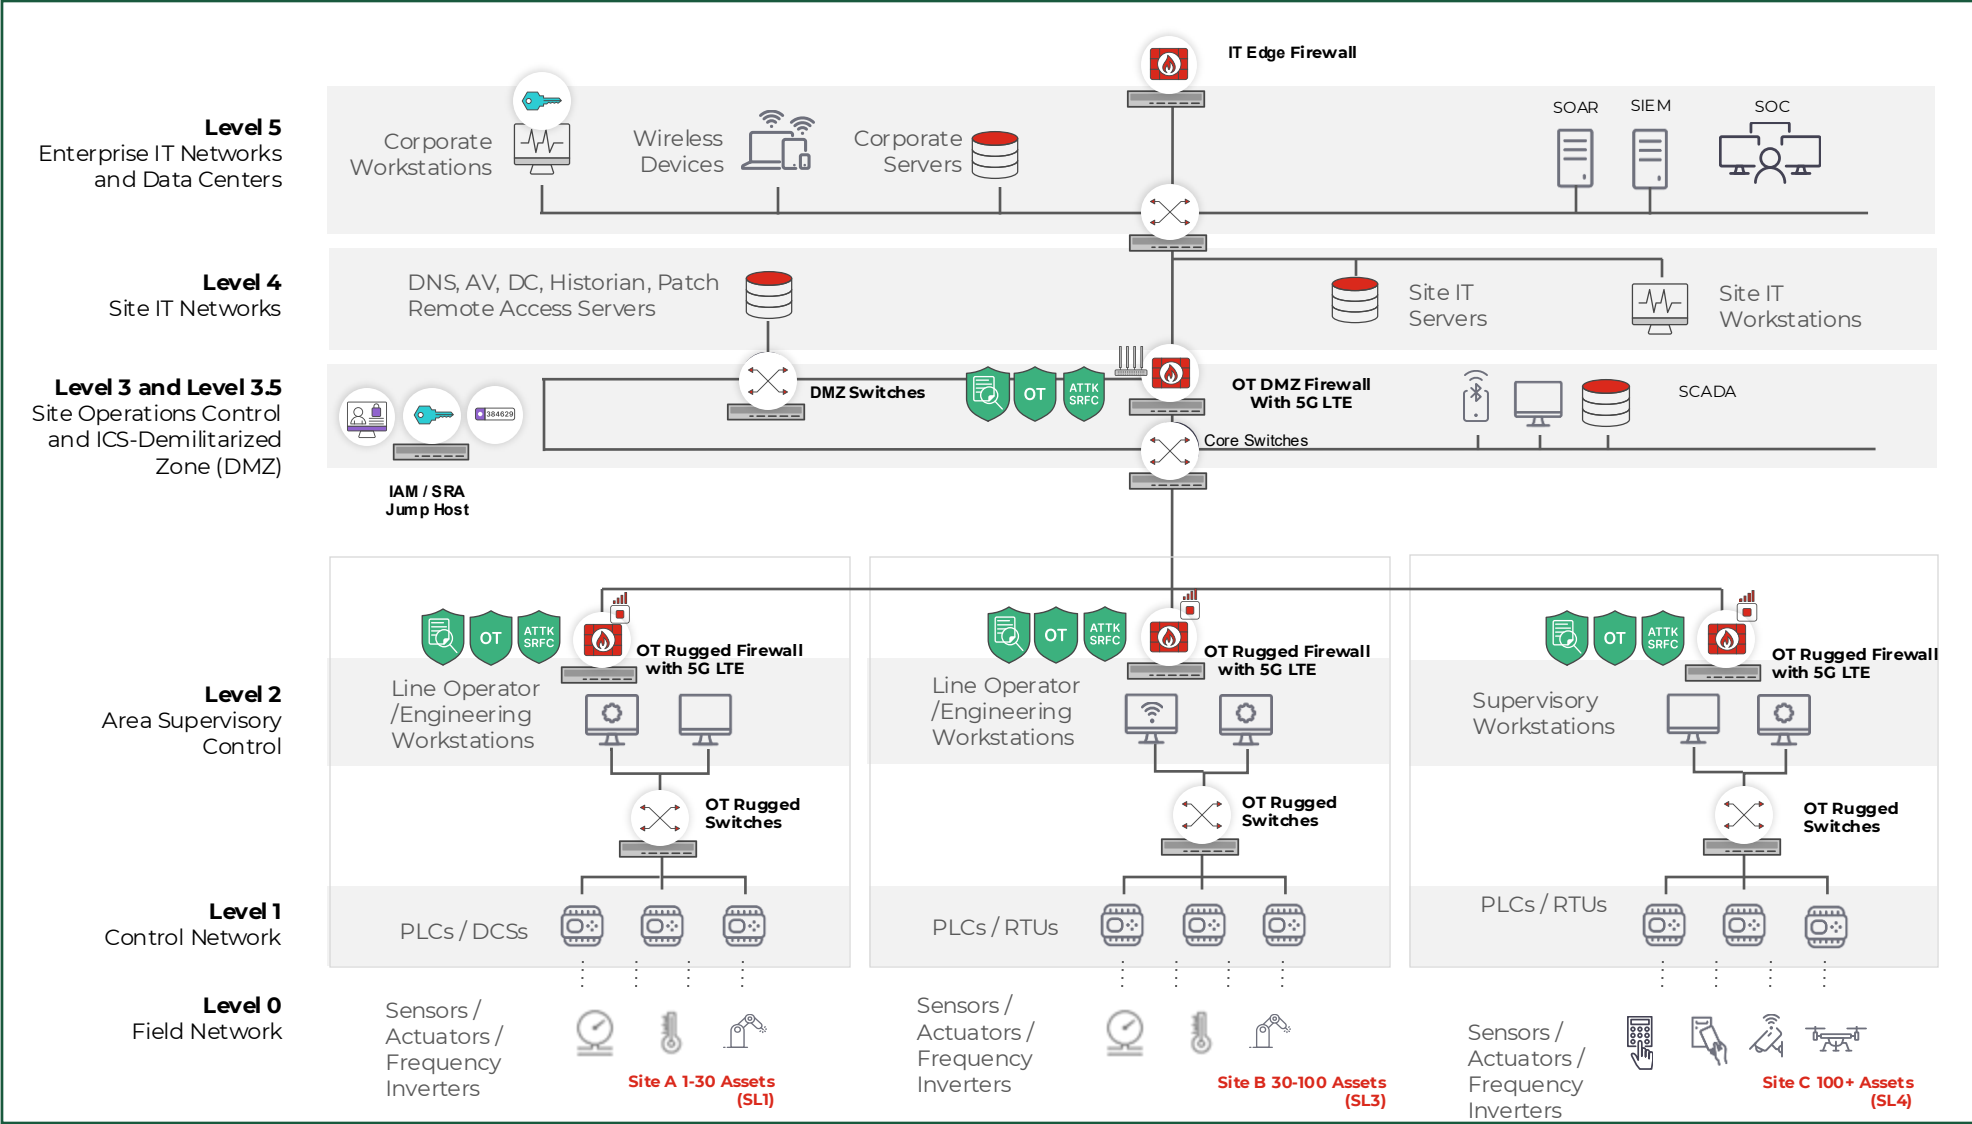 IT Edge Firewall
Level 5
Enterprise IT Networks
and Data Centers
Corporate
Workstations
Wireless
Devices
Corporate
Servers
SOAR
SIEM
SOC
Level 4
Site IT Networks
DNS, AV, DC, Historian, Patch
Remote Access Servers
Site IT
Servers
Site IT
Workstations
Level 3 and Level 3.5
Site Operations Control
and ICS-Demilitarized
Zone (DMZ)
384629
IAM / SRA
Jump Host
DMZ Switches
OT
ATTK
SRFC
OT DMZ Firewall
With 5G LTE
Core Switches
SCADA
Level 2
Area Supervisory
Control
OT
ATTK
SRFC
OT Rugged Firewall
with 5G LTE
Line Operator
/Engineering
Workstations
OT Rugged
Switches
OT
ATTK
SRFC
OT Rugged Firewall
with 5G LTE
Line Operator
/Engineering
Workstations
OT Rugged
Switches
OT
ATTK
SRFC
OT Rugged Firewall
with 5G LTE
Supervisory
Workstations
OT Rugged
Switches
Level 1
Control Network
PLCs / DCSs
PLCs / RTUs
PLCs / RTUs
Level 0
Field Network
Sensors /
Actuators /
Frequency
Inverters
Site A 1-30 Assets
(SL1)
Sensors /
Actuators /
Frequency
Inverters
Site B 30-100 Assets
(SL3)
Sensors /
Actuators /
Frequency
Inverters
Site C 100+ Assets
(SL4)